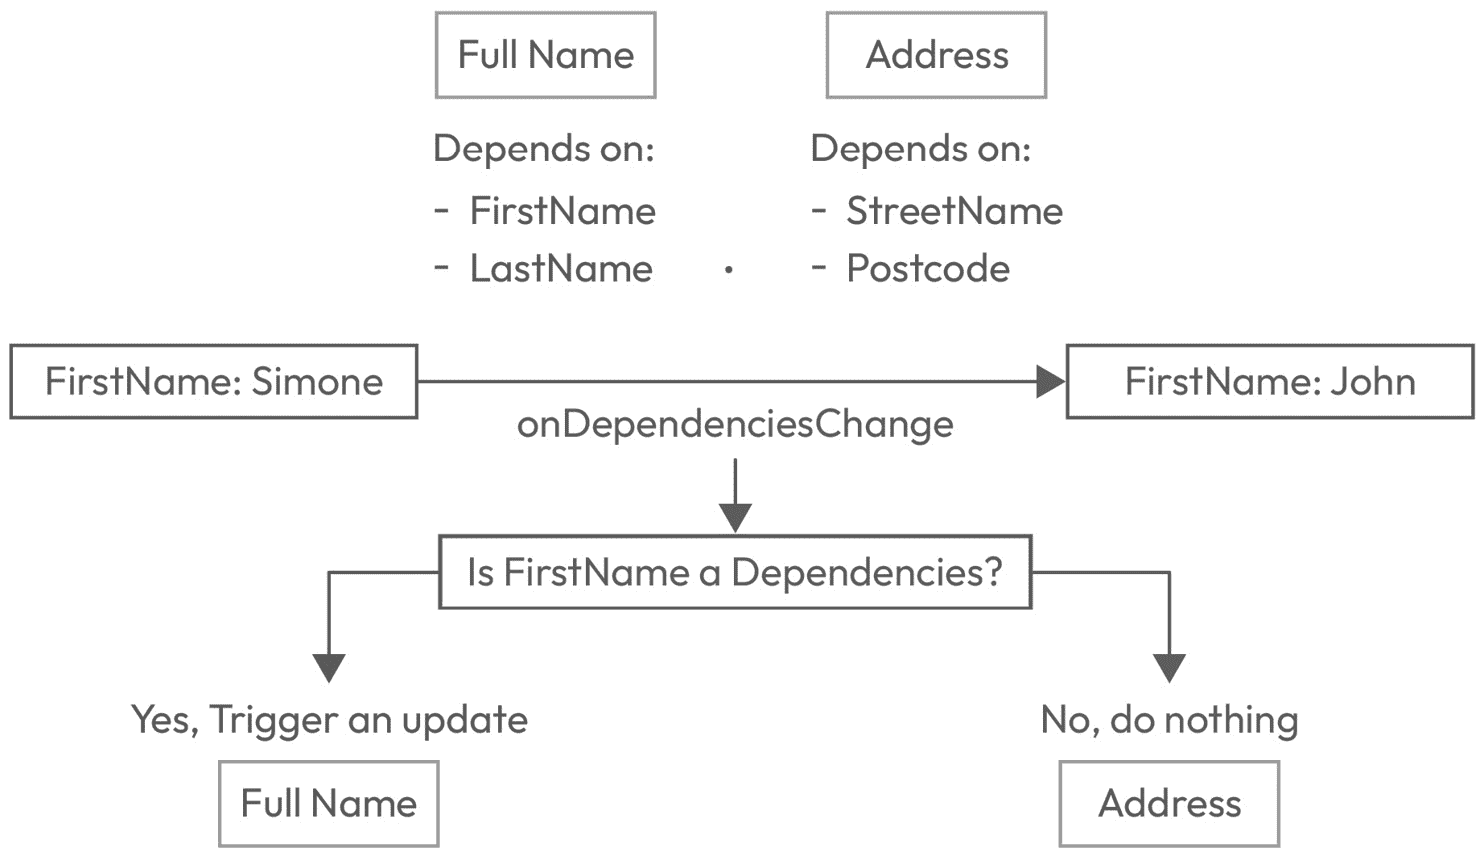 Full Name
Address
Depends on:
- FirstName
- LastName
Depends on:
- StreetName
- Postcode
.
FirstName: Simone
FirstName: John
onDependenciesChange
Is FirstName a Dependencies?
Yes, Trigger an update
Full Name
No, do nothing
Address